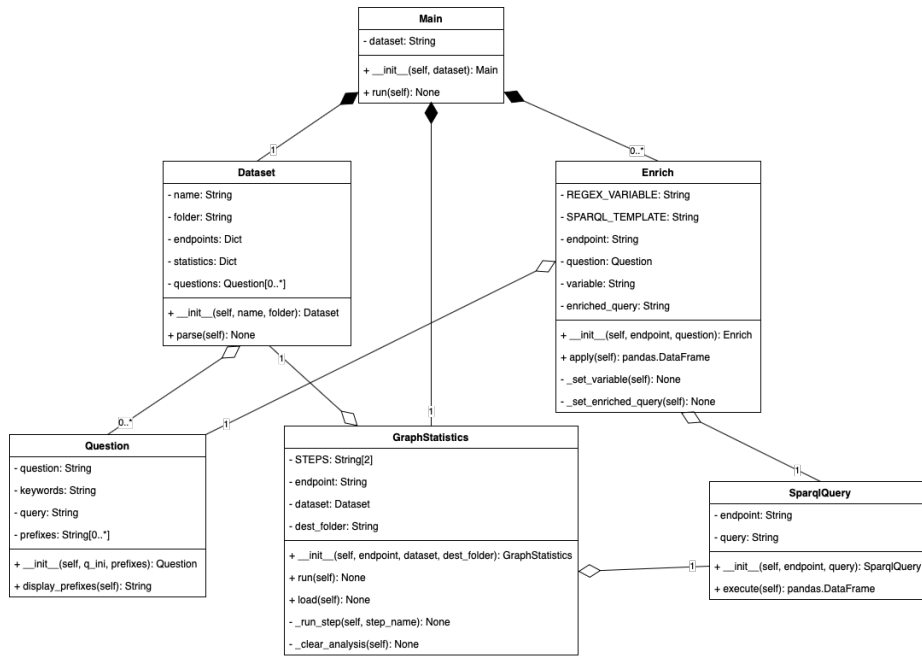 Main
- dataset: String
+ __init__(self, dataset): Main
+ run(self): None
1
0..*
Dataset
- name: String
- folder: String
- endpoints: Dict
- statistics: Dict
- questions: Question[0..*]
+ __init__(self, name, folder): Dataset
+ parse(self): None
Enrich
- REGEX_VARIABLE: String
- SPARQL_TEMPLATE: String
- endpoint: String
- question: Question
- variable: String
- enriched_query: String
+ __init__(self, endpoint, question): Enrich
+ apply(self): pandas.DataFrame
- _set_variable(self): None
- _set_enriched_query(self): None
1
0..*
1
1
1
Question
- question: String
- keywords: String
- query: String
- prefixes: String[0..*]
+ __init__(self, q_ini, prefixes): Question
+ display_prefixes(self): String
GraphStatistics
- STEPS: String[2]
- endpoint: String
- dataset: Dataset
- dest_folder: String
+ __init__(self, endpoint, dataset, dest_folder): GraphStatistics
+ run(self): None
+ load(self): None
- _run_step(self, step_name): None
- _clear_analysis(self): None
1
SparqlQuery
- endpoint: String
- query: String
+ __init__(self, endpoint, query): SparqlQuery
+ execute(self): pandas.DataFrame